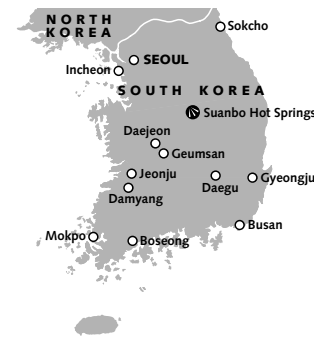 NORTH
KOREA
Sokcho
SEOUL
Incheon
SOUTH KOREA
Suanbo Hot Springs
Daejeon
Geumsan
Jeonju
Daegu
Gyeongju
Damyang
Busan
Mokpo
Boseong